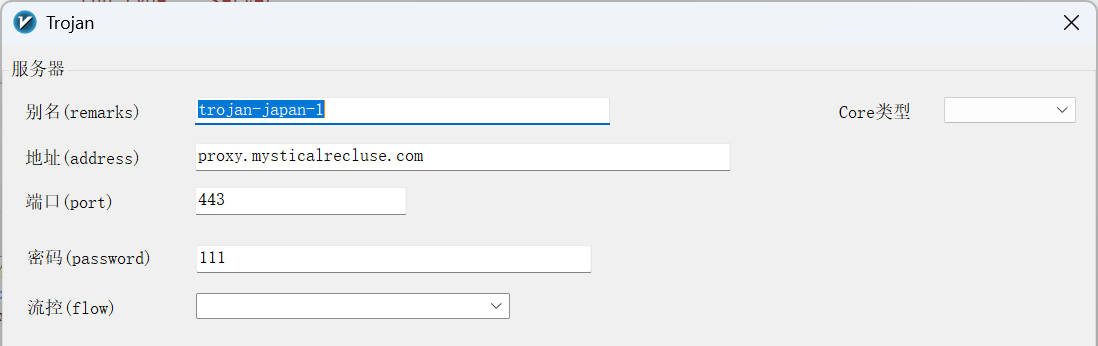 Trojan
服务器
别名(remarks) trojan-japan-1 Core类型
地址(address) proxy.mysticalrecluse.com
端口(port) 443
密码(password) 111
流控(flow)